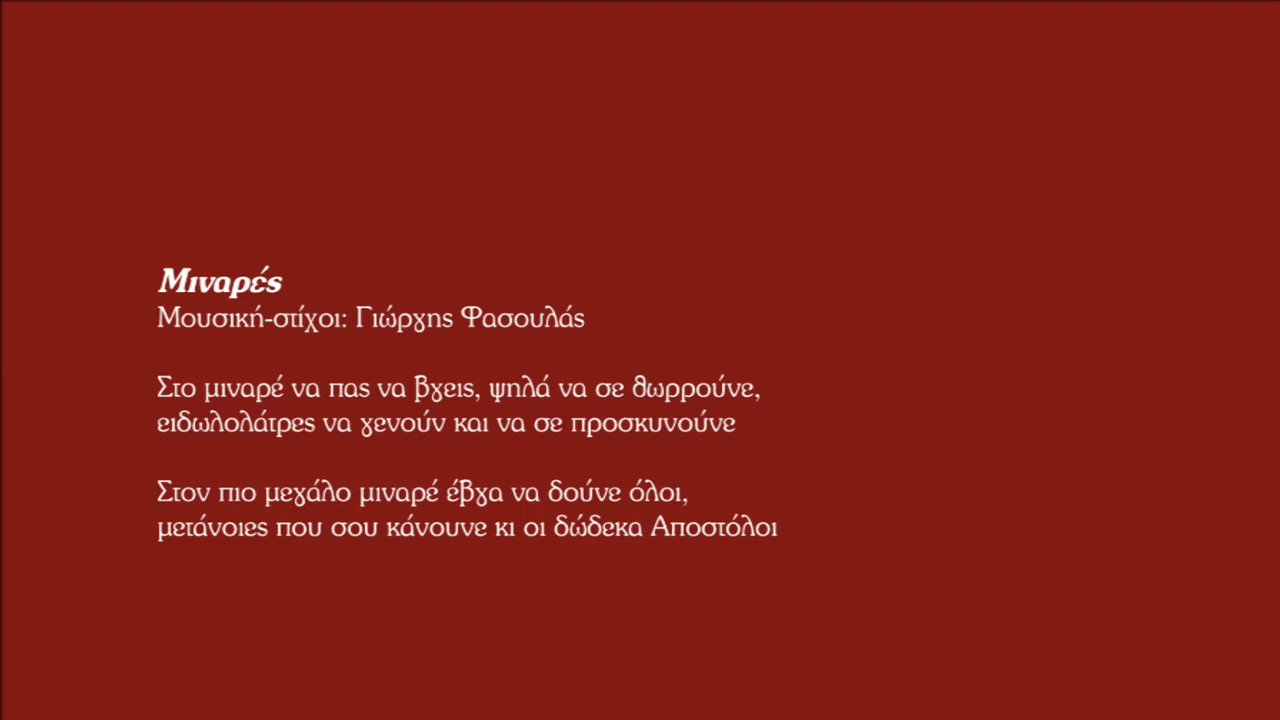 Μιναρές
Μουσική-στίχοι: Γιώργης Φασουλάς
Στο μιναρέ να πας να βγεις, ψηλά να σε θωρρούνε,
ειδωλολάτρες να γενούν και να σε προσκυνούνε
Στον πιο μεγάλο μιναρέ έβγα να δούνε όλοι,
μετάνοιες που σου κάνουνε κι οι δώδεκα Αποστόλοι